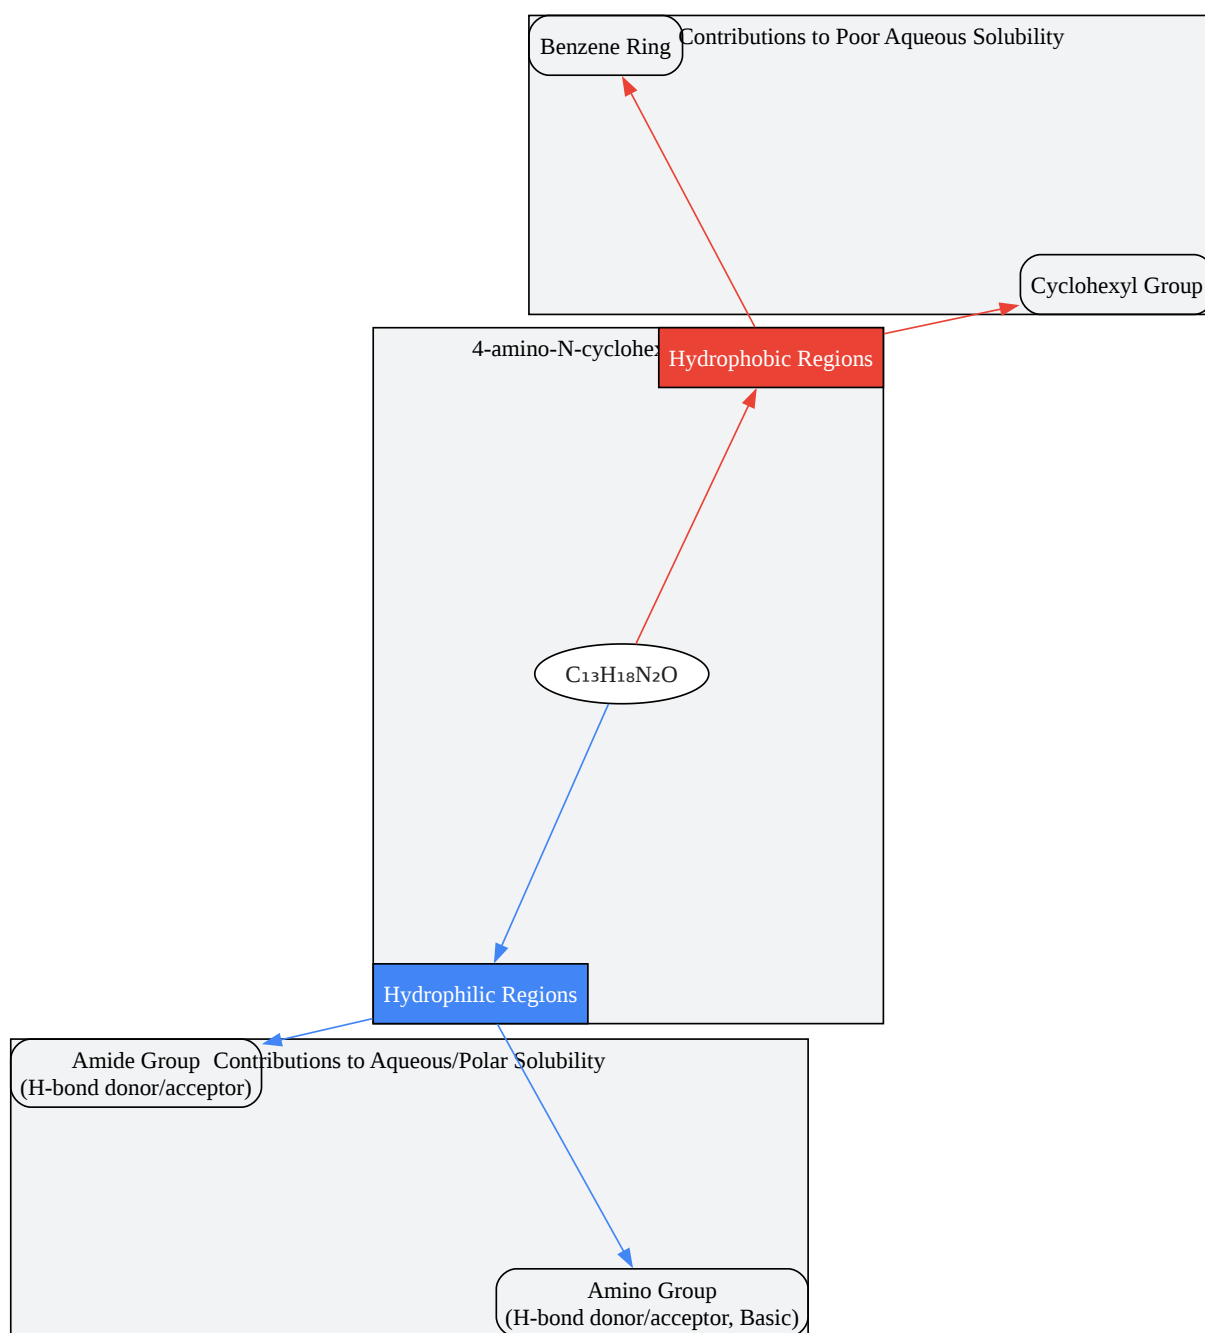 Benzene Ring
Contributions to Poor Aqueous Solubility
Cyclohexyl Group
4-amino-N-cyclohex
Hydrophobic Regions
C₁₃H₁₈N₂O
Hydrophilic Regions
Amide Group
(H-bond donor/acceptor)
Contributions to Aqueous/Polar Solubility
Amino Group
(H-bond donor/acceptor, Basic)